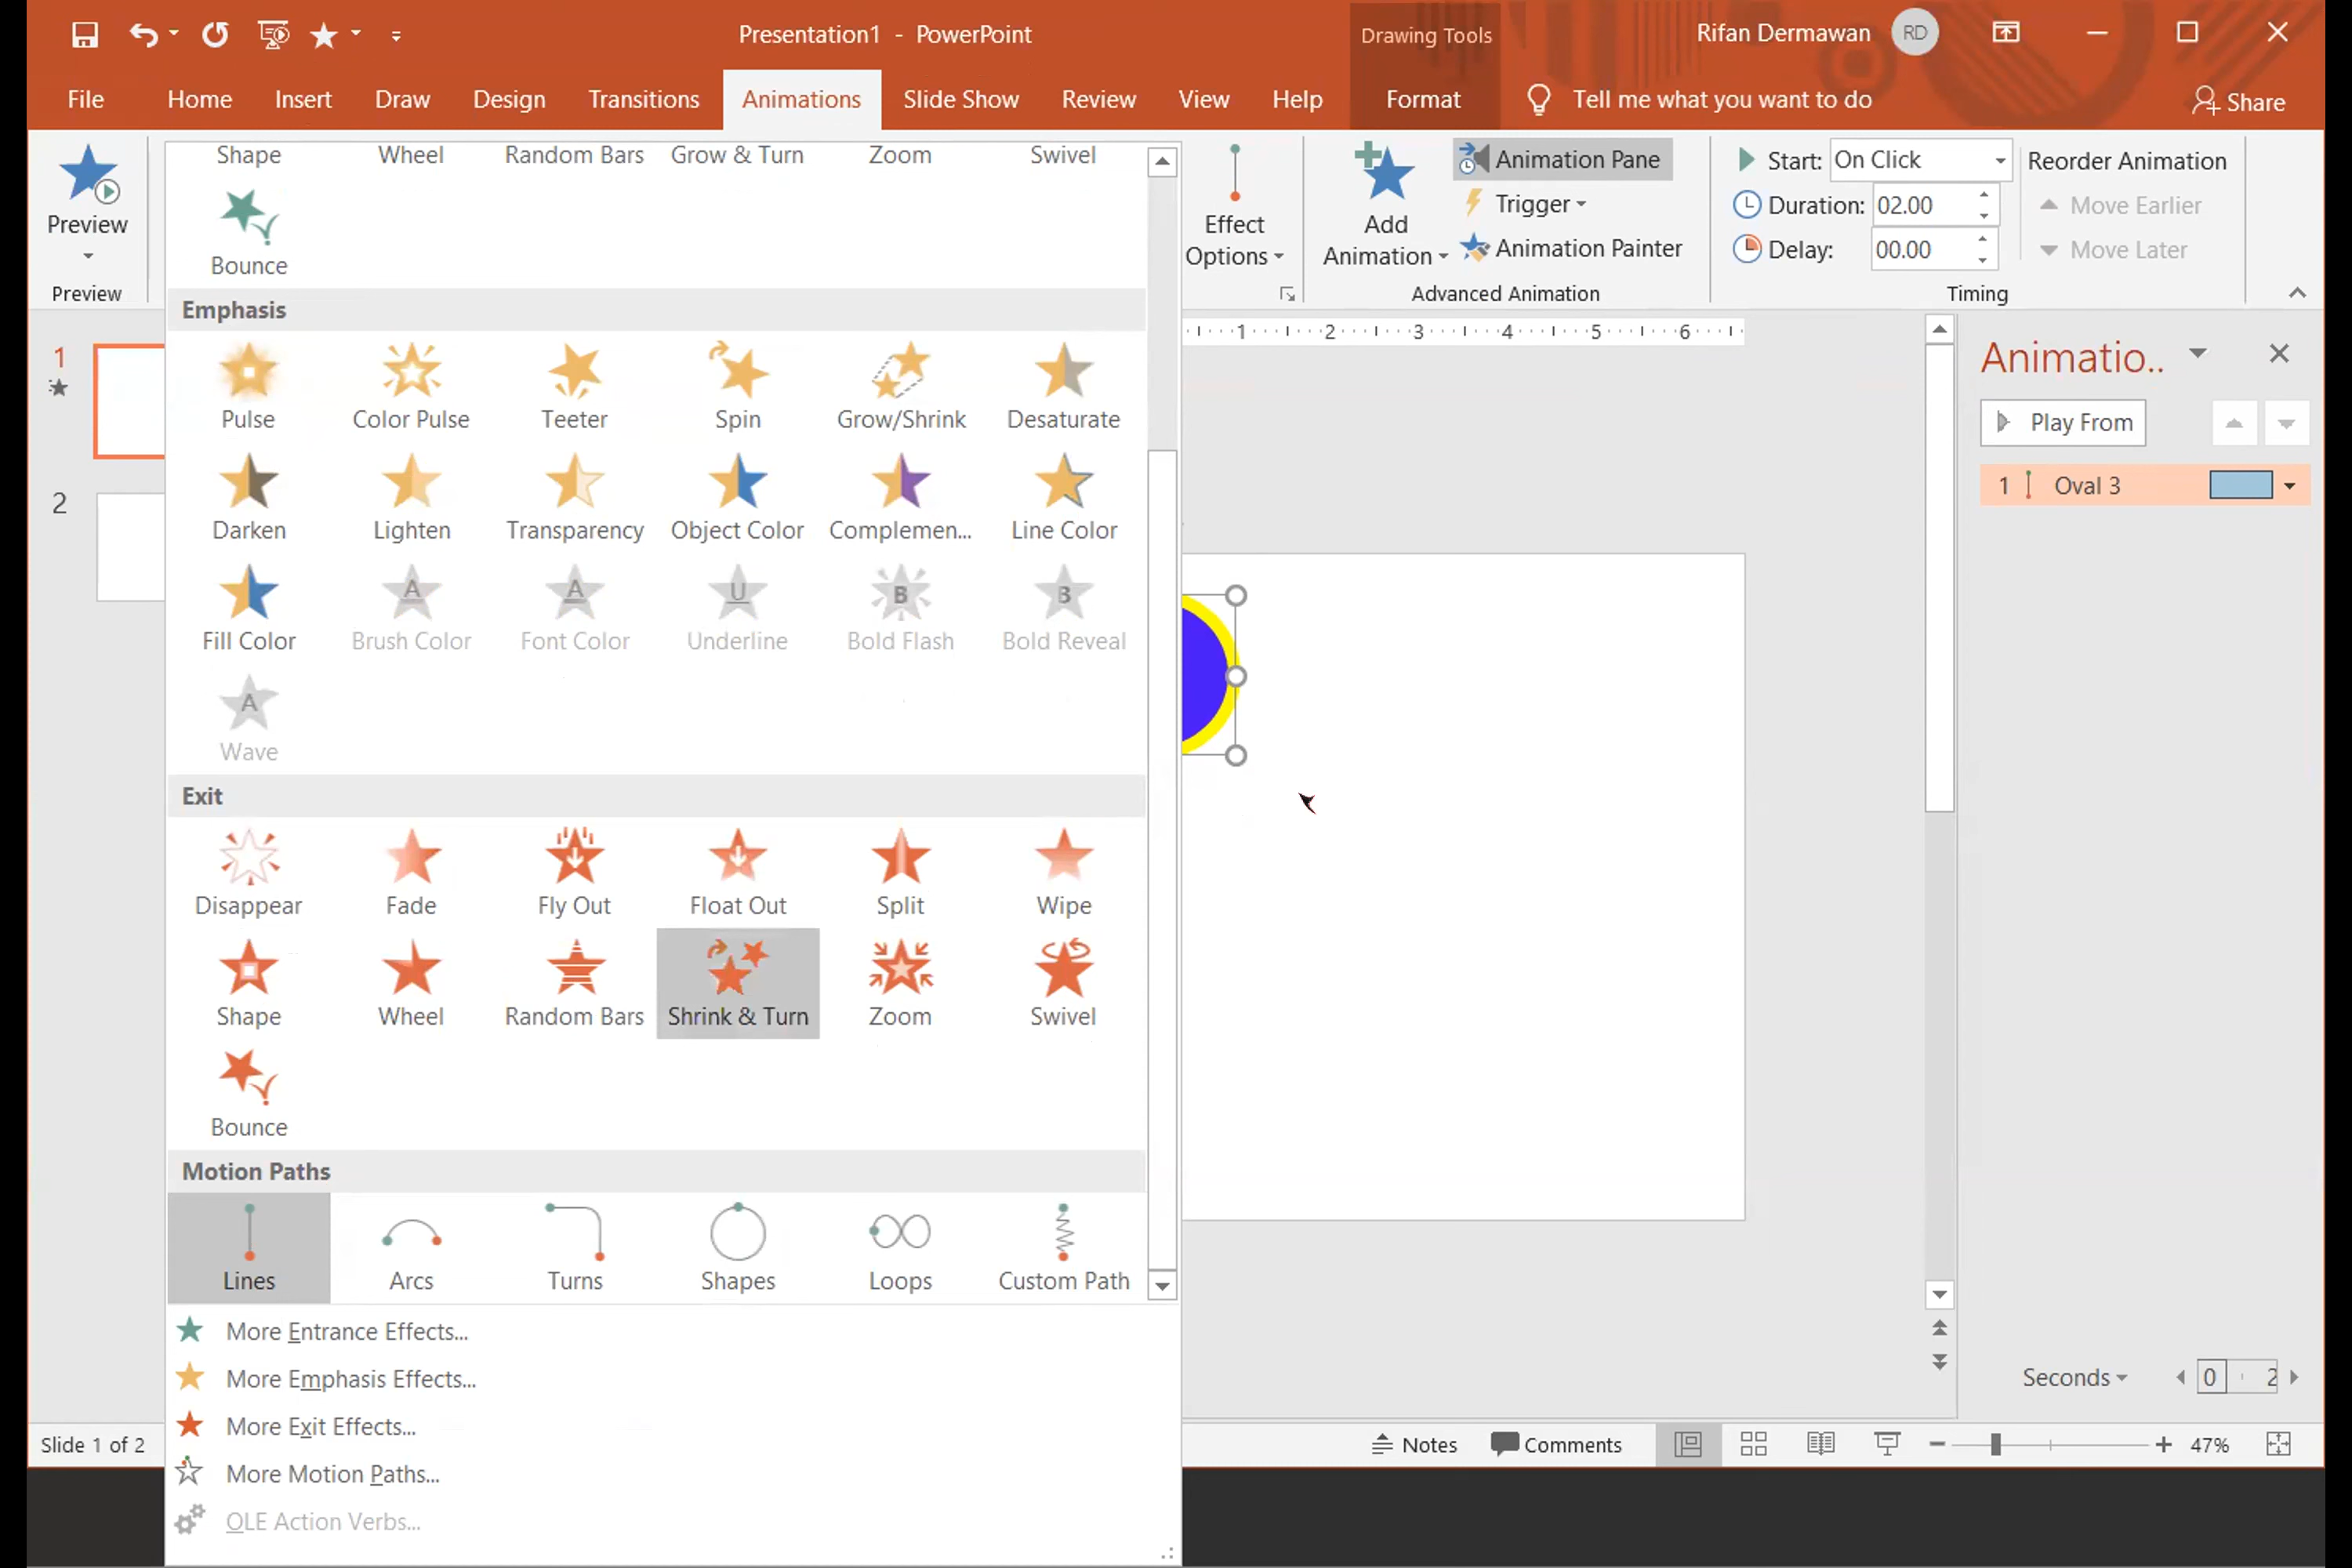 Presentation1 - PowerPoint
Drawing Tools
Rifan Dermawan
RD
File
Home
Insert
Draw
Design
Transitions
Animations
Slide Show
Review
View
Help
Format
Tell me what you want to do
Share
Preview
Preview
Effect
Options
Add
Animation
Animation Pane
Trigger
Animation Painter
Advanced Animation
Start: On Click
Duration: 02.00
Delay: 00.00
Timing
Reorder Animation
Move Earlier
Move Later
Shape Wheel Random Bars Grow & Turn Zoom Swivel
Bounce
Emphasis
Pulse Color Pulse Teeter Spin Grow/Shrink Desaturate
Darken Lighten Transparency Object Color Complemen... Line Color
A A U B B
Fill Color Brush Color Font Color Underline Bold Flash Bold Reveal
A
Wave
Exit
Disappear Fade Fly Out Float Out Split Wipe
Shape Wheel Random Bars Shrink & Turn Zoom Swivel
Bounce
Motion Paths
Lines Arcs Turns Shapes Loops Custom Path
More Entrance Effects...
More Emphasis Effects...
More Exit Effects...
More Motion Paths...
OLE Action Verbs...
1
2
1 2 3 4 5 6
Animatio..
Play From
1 Oval 3
Seconds 0 2
Slide 1 of 2
Notes
Comments
47%